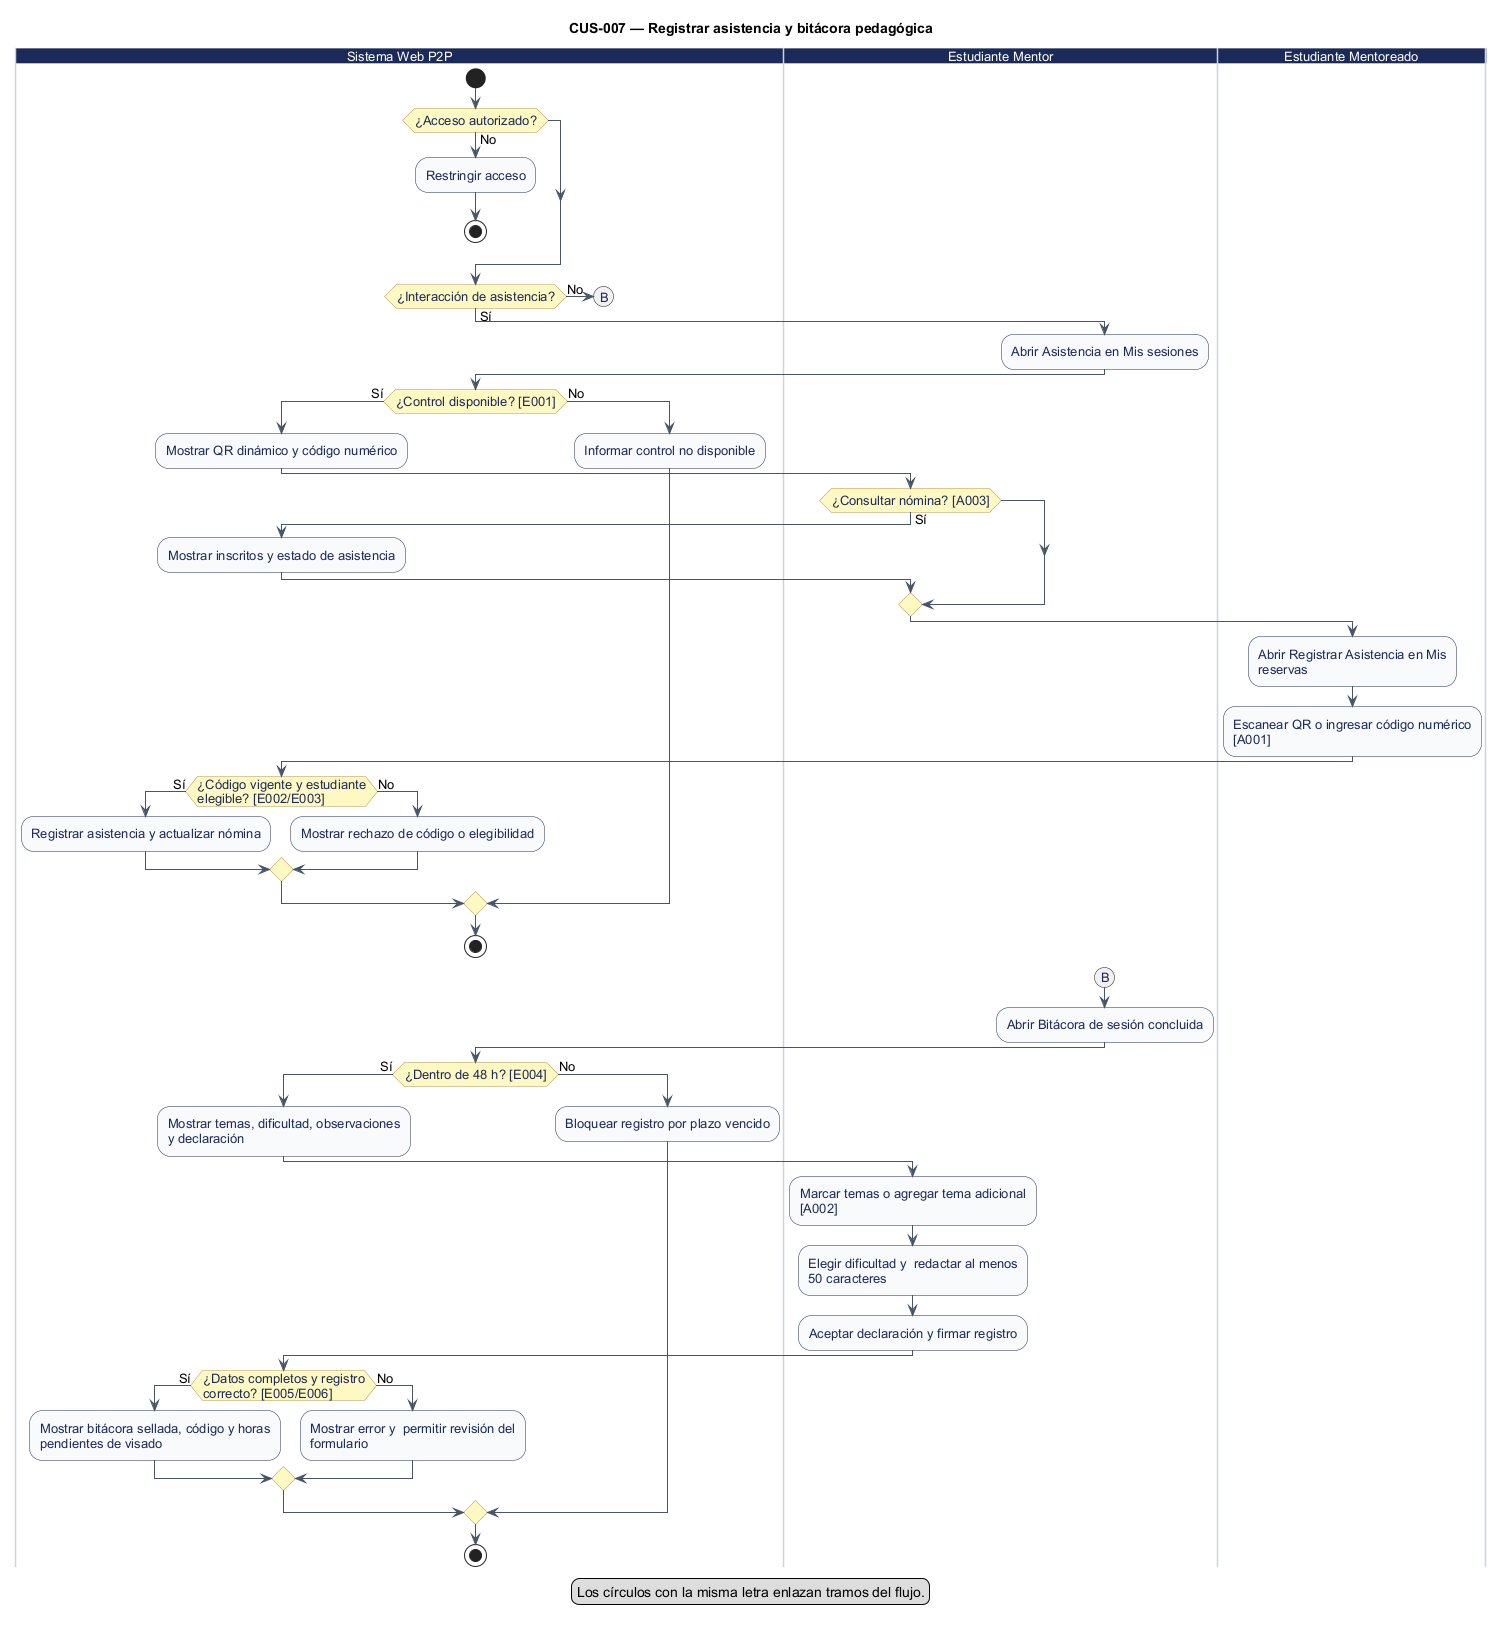 CUS-007 — Registrar asistencia y bitácora pedagógica
Sistema Web P2P
Estudiante Mentor
Estudiante Mentoreado
¿Acceso autorizado?
No
Restringir acceso
¿Interacción de asistencia?
No
B
Sí
Abrir Asistencia en Mis sesiones
Sí
¿Control disponible? [E001]
No
Mostrar QR dinámico y código numérico
Informar control no disponible
¿Consultar nómina? [A003]
Sí
Mostrar inscritos y estado de asistencia
Abrir Registrar Asistencia en Mis
reservas
Escanear QR o ingresar código numérico
[A001]
Sí
¿Código vigente y estudiante
elegible? [E002/E003]
No
Registrar asistencia y actualizar nómina
Mostrar rechazo de código o elegibilidad
B
Abrir Bitácora de sesión concluida
Sí
¿Dentro de 48 h? [E004]
No
Mostrar temas, dificultad, observaciones
y declaración
Bloquear registro por plazo vencido
Marcar temas o agregar tema adicional
[A002]
Elegir dificultad y  redactar al menos
50 caracteres
Aceptar declaración y firmar registro
Sí
¿Datos completos y registro
correcto? [E005/E006]
No
Mostrar bitácora sellada, código y horas
pendientes de visado
Mostrar error y  permitir revisión del
formulario
Los círculos con la misma letra enlazan tramos del flujo.